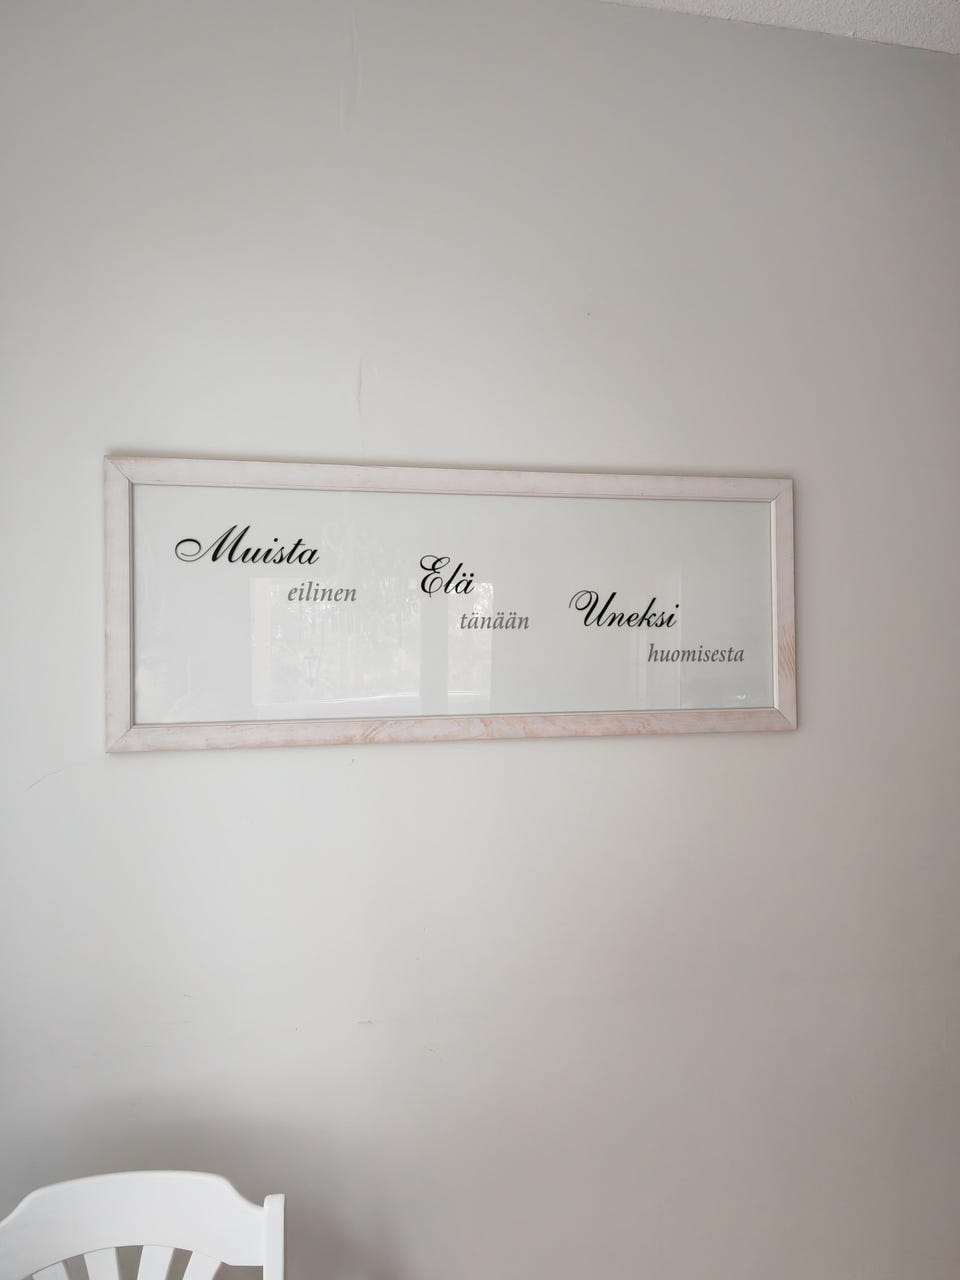 Muista
eilinen
Elä
tänään
Uneksi
huomisesta